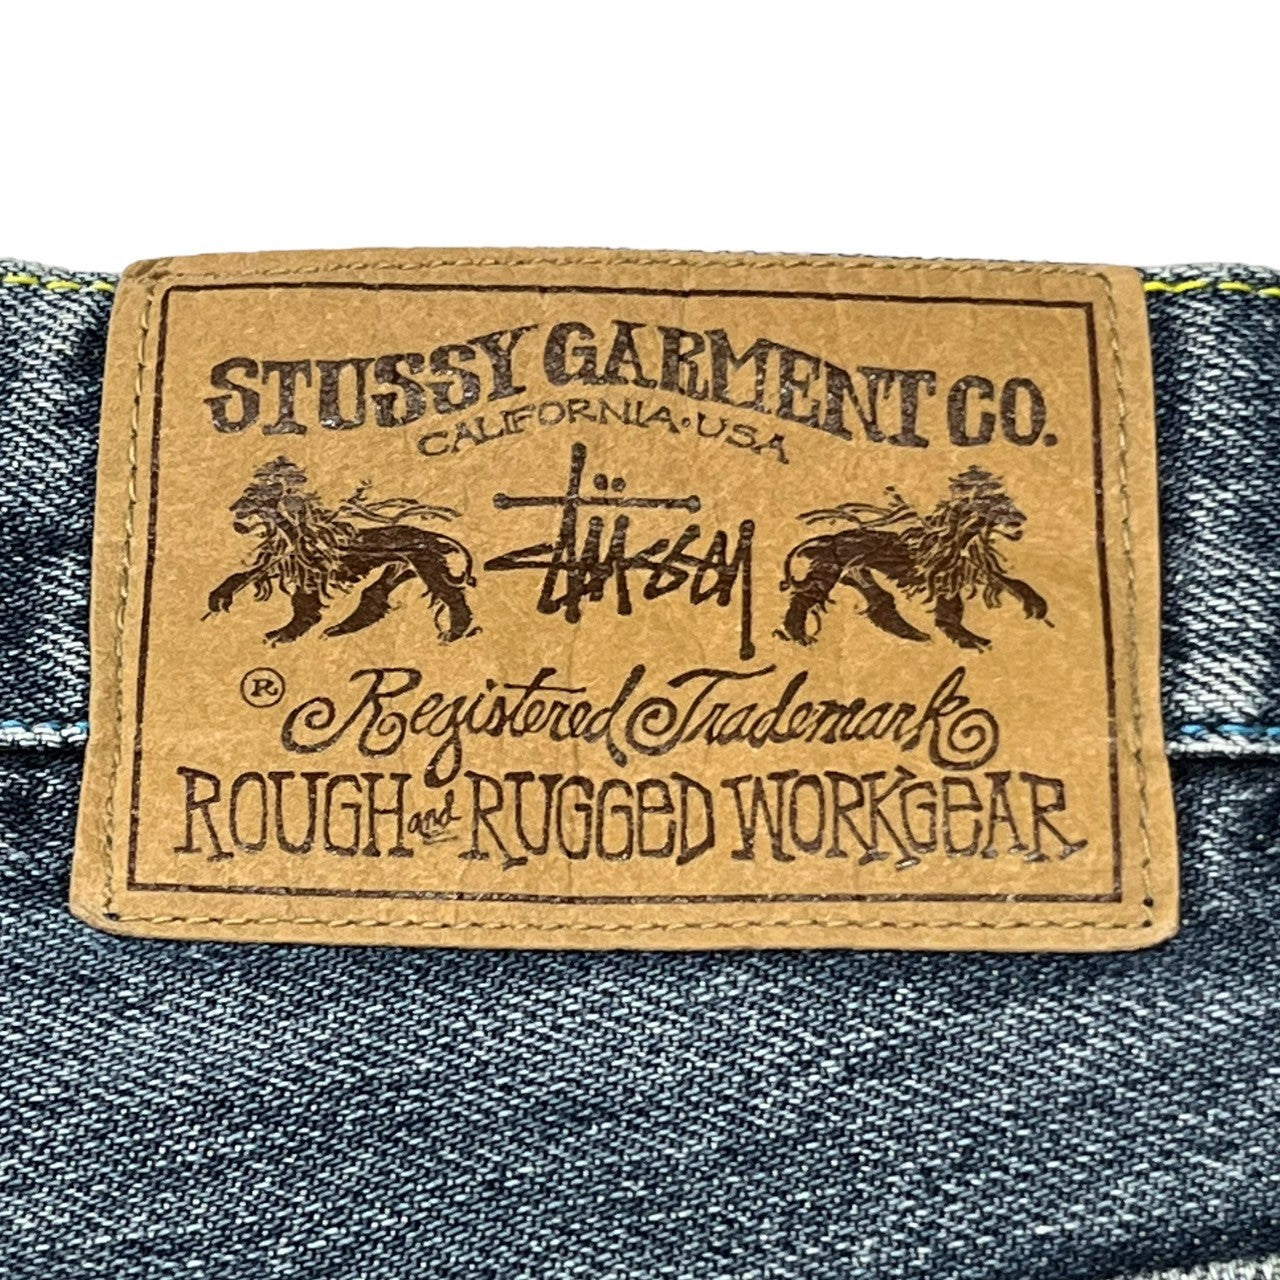 STUSSY GARMENT CO.
CALIFORNIA·USA
Stüssy
® Registered Trademark
ROUGH and RUGGED WORKGEAR